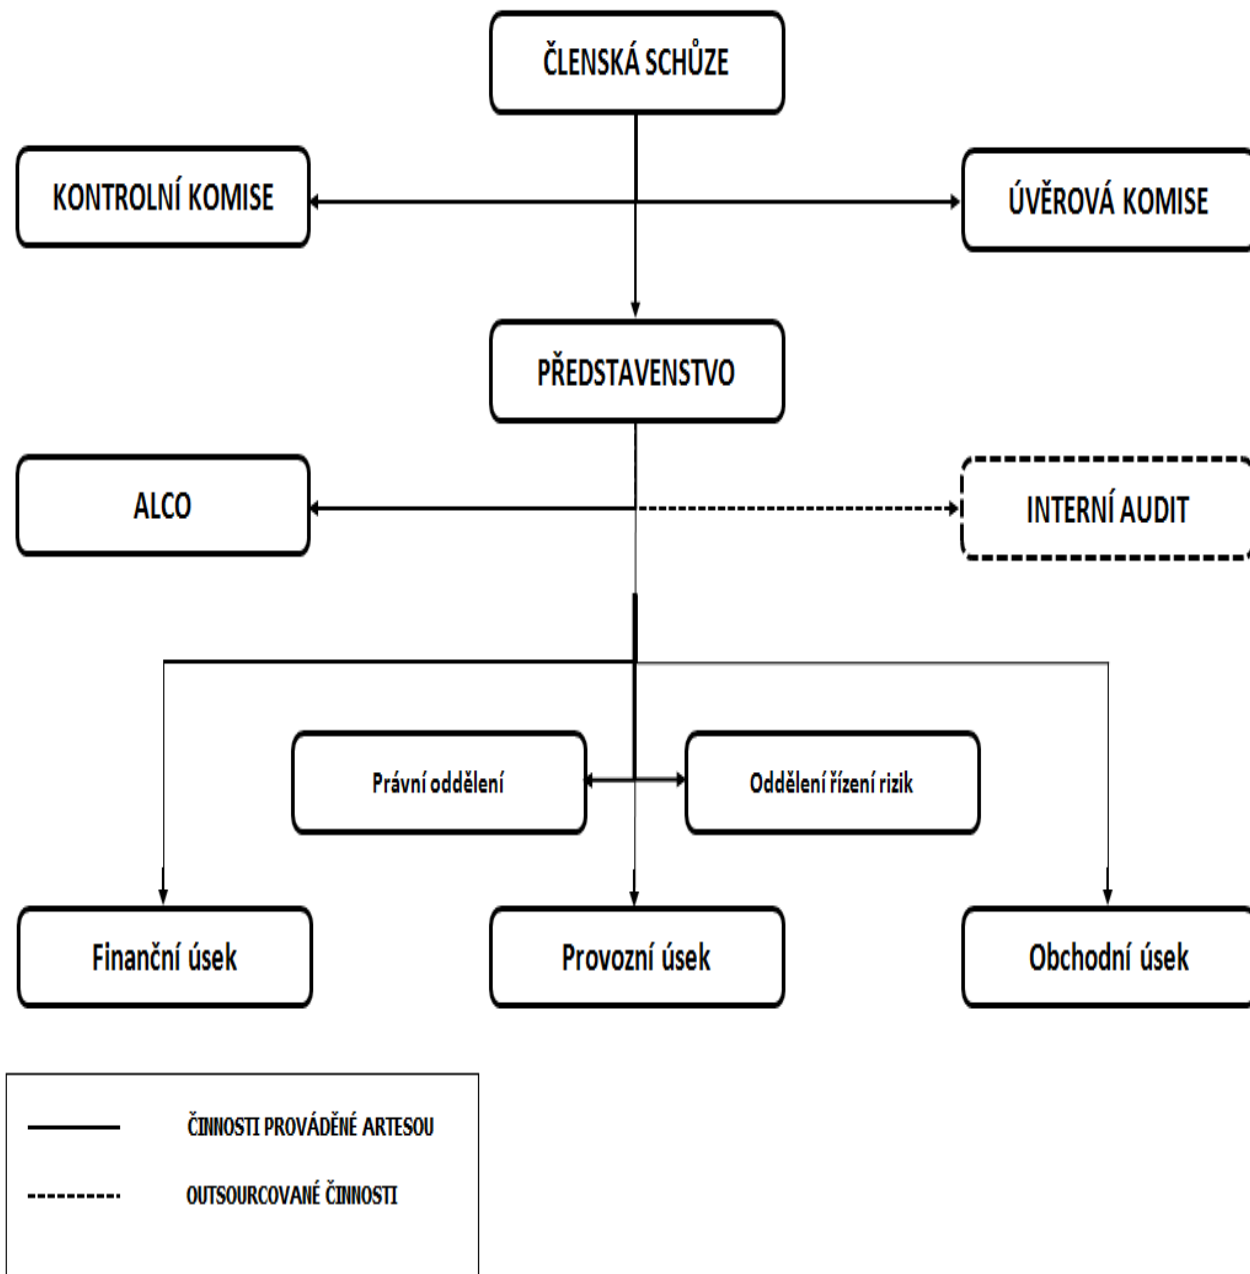 ČLENSKÁ SCHŮZE
KONTROLNÍ KOMISE
ÚVĚROVÁ KOMISE
PŘEDSTAVENSTVO
ALCO
INTERNÍ AUDIT
Právní oddělení
Oddělení řízení rizik
Finanční úsek
Provozní úsek
Obchodní úsek
ČINNOSTI PROVÁDĚNÉ ARTESOU
OUTSOURCOVANÉ ČINNOSTI